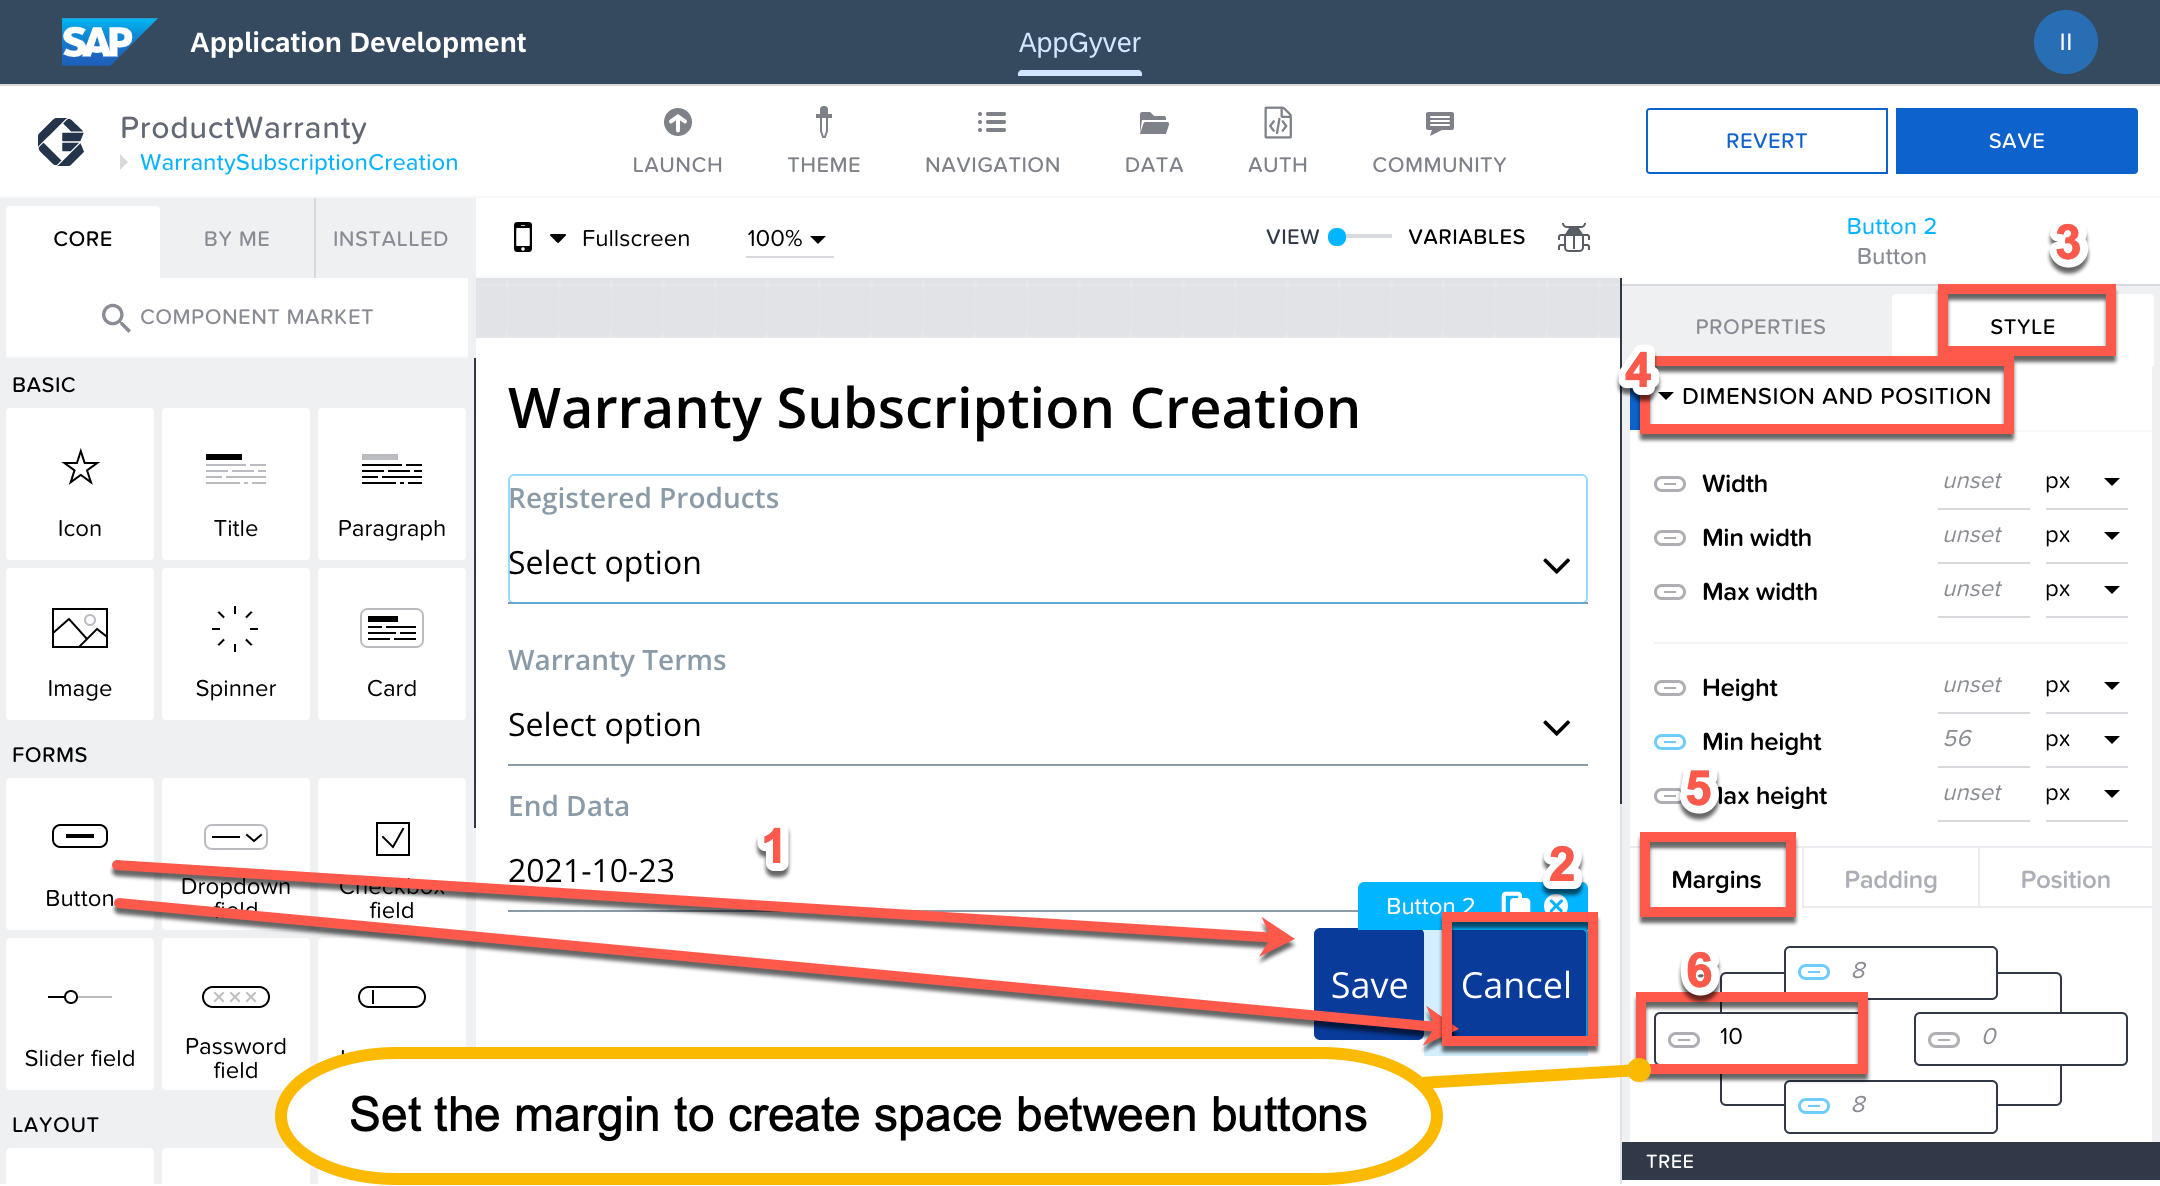 SAP Application Development
AppGyver
II
ProductWarranty
WarrantySubscriptionCreation
LAUNCH
THEME
NAVIGATION
DATA
AUTH
COMMUNITY
REVERT
SAVE
CORE
BY ME
INSTALLED
COMPONENT MARKET
Fullscreen
100%
VIEW
VARIABLES
Button 2
Button
3
BASIC
Icon
Title
Paragraph
Image
Spinner
Card
FORMS
Button
Dropdown
field
Checkbox
field
Slider field
Password
field
LAYOUT
Warranty Subscription Creation
Registered Products
Select option
Warranty Terms
Select option
End Data
2021-10-23
1
2
Button 2
Save
Cancel
Set the margin to create space between buttons
PROPERTIES
STYLE
4
DIMENSION AND POSITION
Width unset px
Min width unset px
Max width unset px
Height unset px
Min height 56 px
5
height unset px
Margins
Padding
Position
6
8
10
0
8
TREE